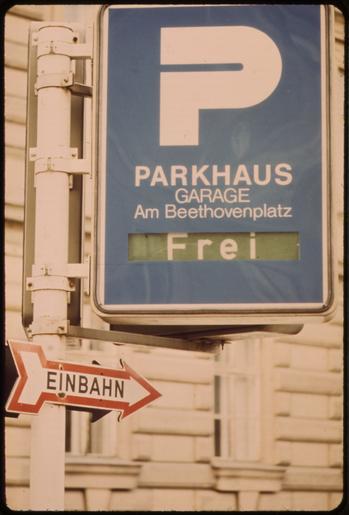 P
PARKHAUS
GARAGE
Am Beethovenplatz
Frei
EINBAHN